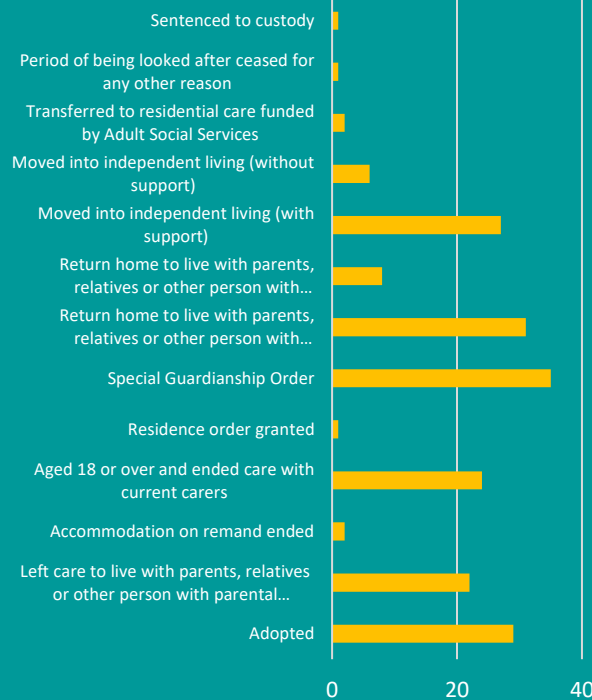 Sentenced to custody
Period of being looked after ceased for
any other reason
Transferred to residential care funded
by Adult Social Services
Moved into independent living (without
support)
Moved into independent living (with
support)
Return home to live with parents,
relatives or other person with...
Return home to live with parents,
relatives or other person with...
Special Guardianship Order
Residence order granted
Aged 18 or over and ended care with
current carers
Accommodation on remand ended
Left care to live with parents, relatives
or other person with parental...
Adopted
0 20 40